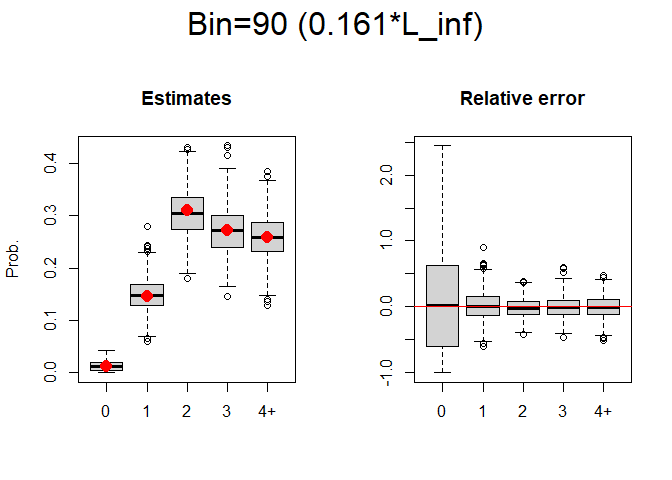 Bin=90 (0.161*L_inf)
Estimates
Prob.
0.4
0.3
0.2
0.1
0.0
0 1 2 3 4+
Relative error
2.0
1.0
0.0
-1.0
0 1 2 3 4+